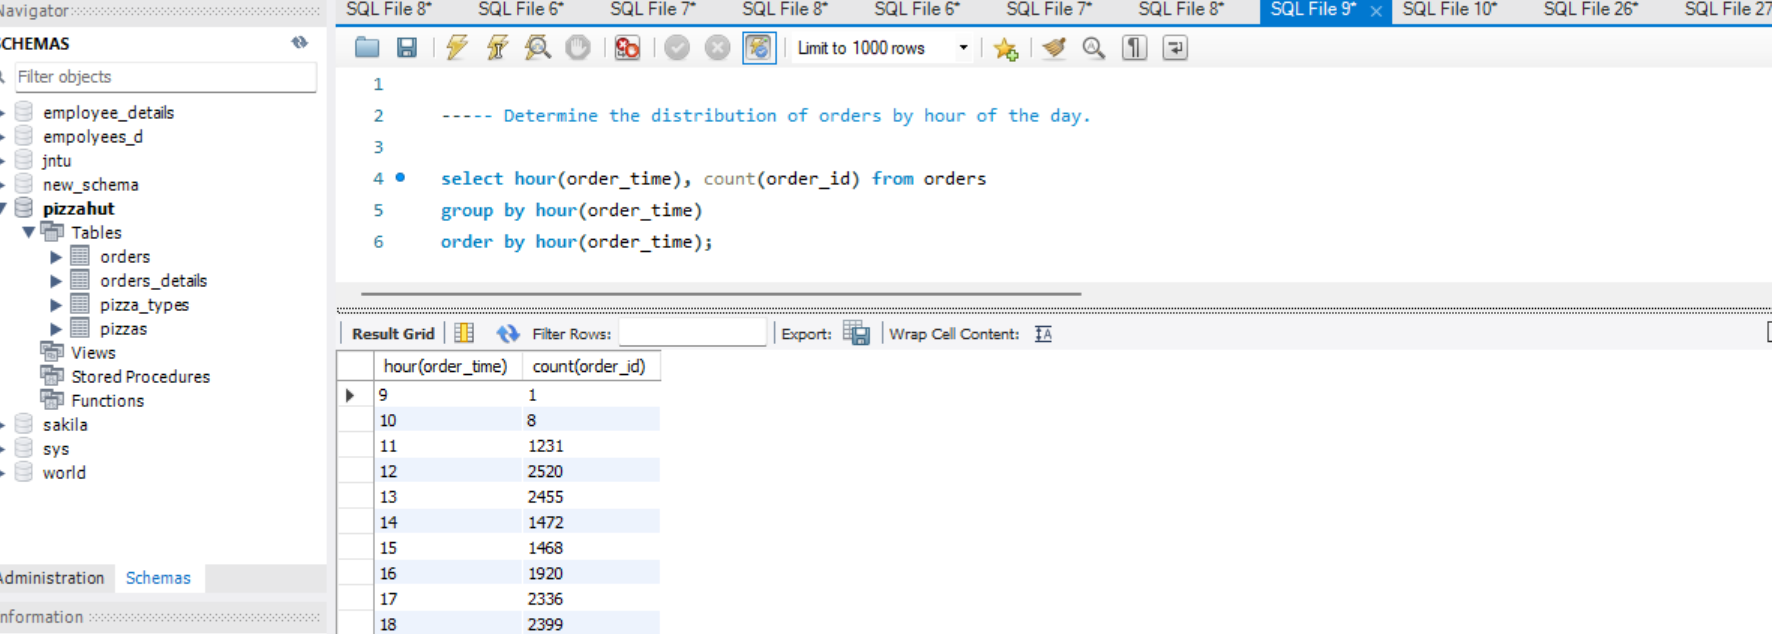 Navigator
SCHEMAS
Filter objects
employee_details
empolyees_d
jntu
new_schema
pizzahut
Tables
orders
orders_details
pizza_types
pizzas
Views
Stored Procedures
Functions
sakila
sys
world
Administration Schemas
Information
SQL File 8* SQL File 6* SQL File 7* SQL File 8* SQL File 6* SQL File 7* SQL File 8* SQL File 9* × SQL File 10* SQL File 26* SQL File 27
Limit to 1000 rows
1
2 ----- Determine the distribution of orders by hour of the day.
3
4 select hour(order_time), count(order_id) from orders
5 group by hour(order_time)
6 order by hour(order_time);
Result Grid Filter Rows: Export: Wrap Cell Content:
hour(order_time) count(order_id)
9 1
10 8
11 1231
12 2520
13 2455
14 1472
15 1468
16 1920
17 2336
18 2399